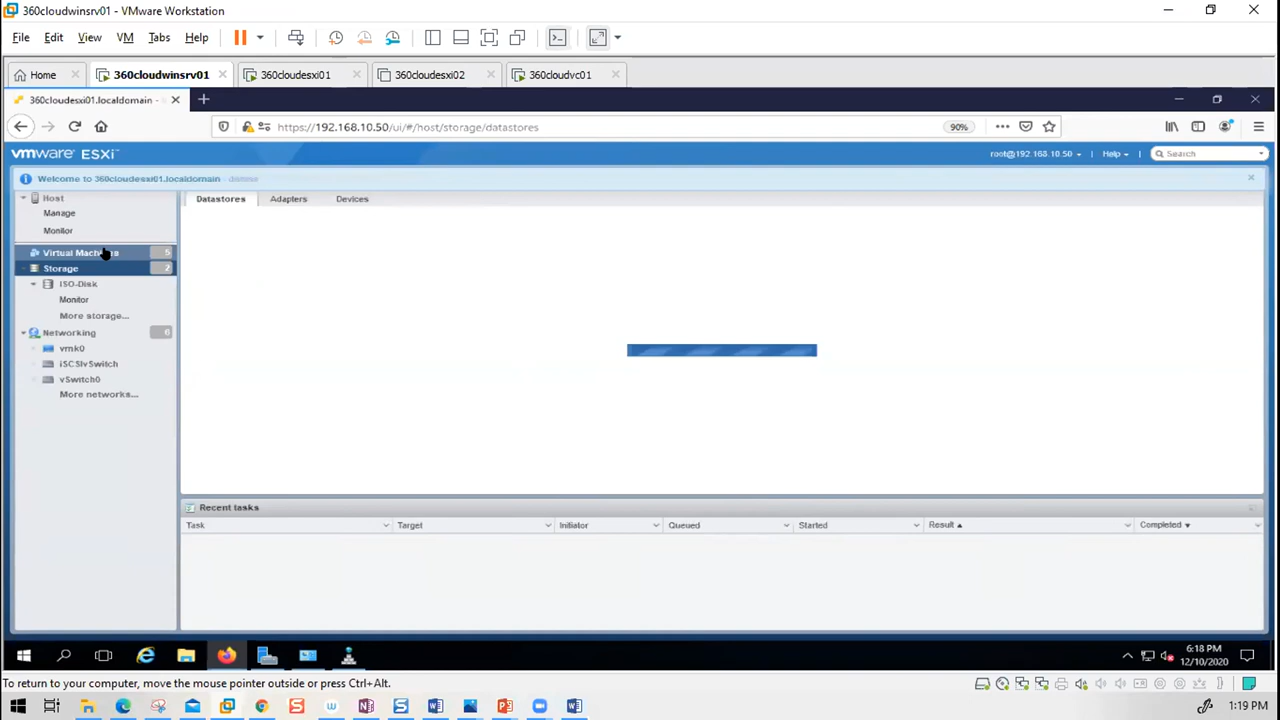 360cloudwinsrv01 - VMware Workstation
File Edit View VM Tabs Help
Home 360cloudwinsrv01 360cloudesxi01 360cloudesxi02 360cloudvc01
360cloudesxi01.localdomain -
https://192.168.10.50/ui/#/host/storage/datastores 90%
vmware ESXi™ root@192.168.10.50 Help Search
Welcome to 360cloudesxi01.localdomain
Host
Datastores Adapters Devices
Manage
Monitor
Virtual 5
Storage 2
ISO-Disk
Monitor
More storage...
Networking 6
vmk0
iSCSIvSwitch
vSwitch0
More networks...
Recent tasks
Task Target Initiator Queued Started Result Completed
6:18 PM
12/10/2020
To return to your computer, move the mouse pointer outside or press Ctrl+Alt.
1:19 PM